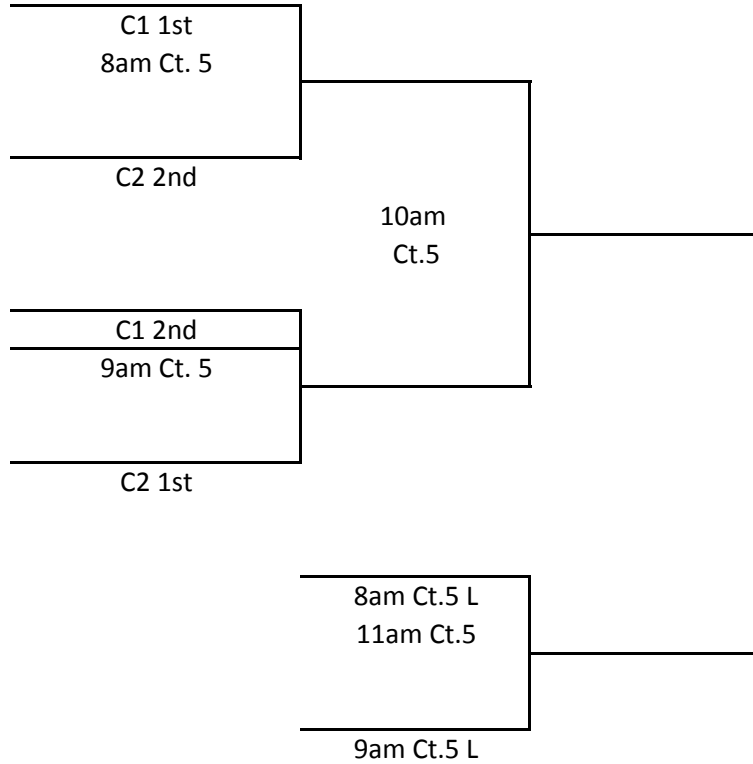 C1 1st
8am Ct. 5
C2 2nd
10am
Ct.5
C1 2nd
9am Ct. 5
C2 1st
8am Ct.5 L
11am Ct.5
9am Ct.5 L